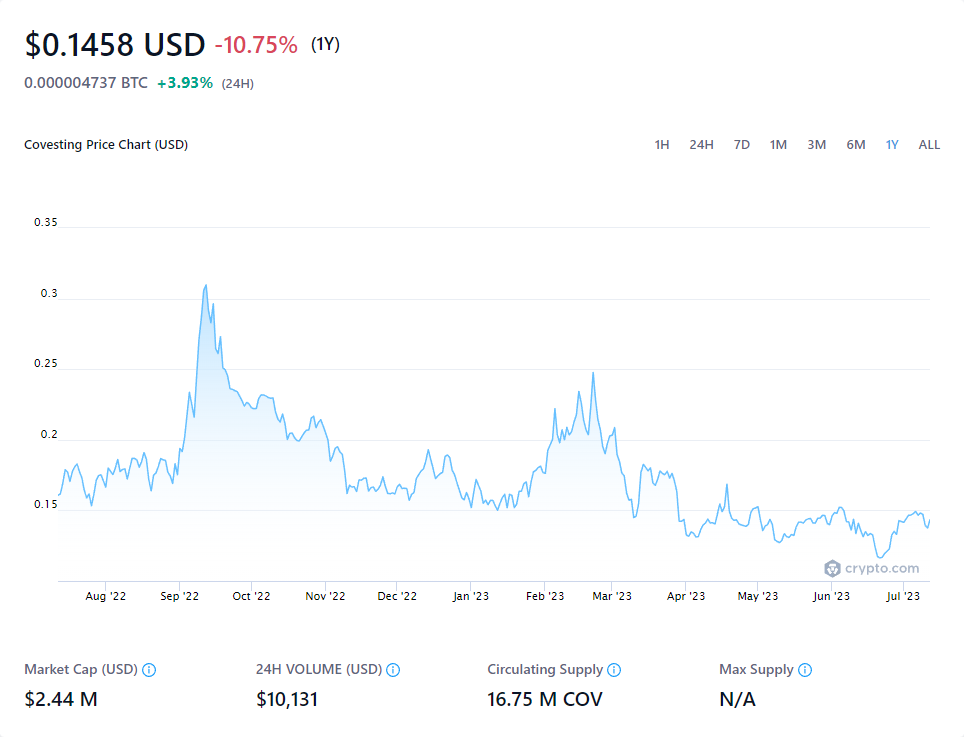 $0.1458 USD -10.75% (1Y)
0.000004737 BTC +3.93% (24H)
Covesting Price Chart (USD) 1H 24H 7D 1M 3M 6M 1Y ALL
0.35
0.3
0.25
0.2
0.15
crypto.com
Aug '22 Sep '22 Oct '22 Nov '22 Dec '22 Jan '23 Feb '23 Mar '23 Apr '23 May '23 Jun '23 Jul '23
Market Cap (USD) 24H VOLUME (USD) Circulating Supply Max Supply
$2.44 M $10,131 16.75 M COV N/A